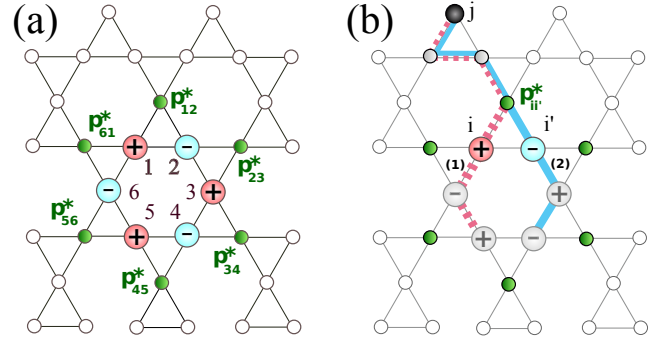 (a)
p*12
p*61
+
-
1
2
p*23
-
6
3
+
5
4
p*56
+
-
p*34
p*45
(b)
j
p*ii'
i
i'
+
-
(1)
(2)
-
+
+
-